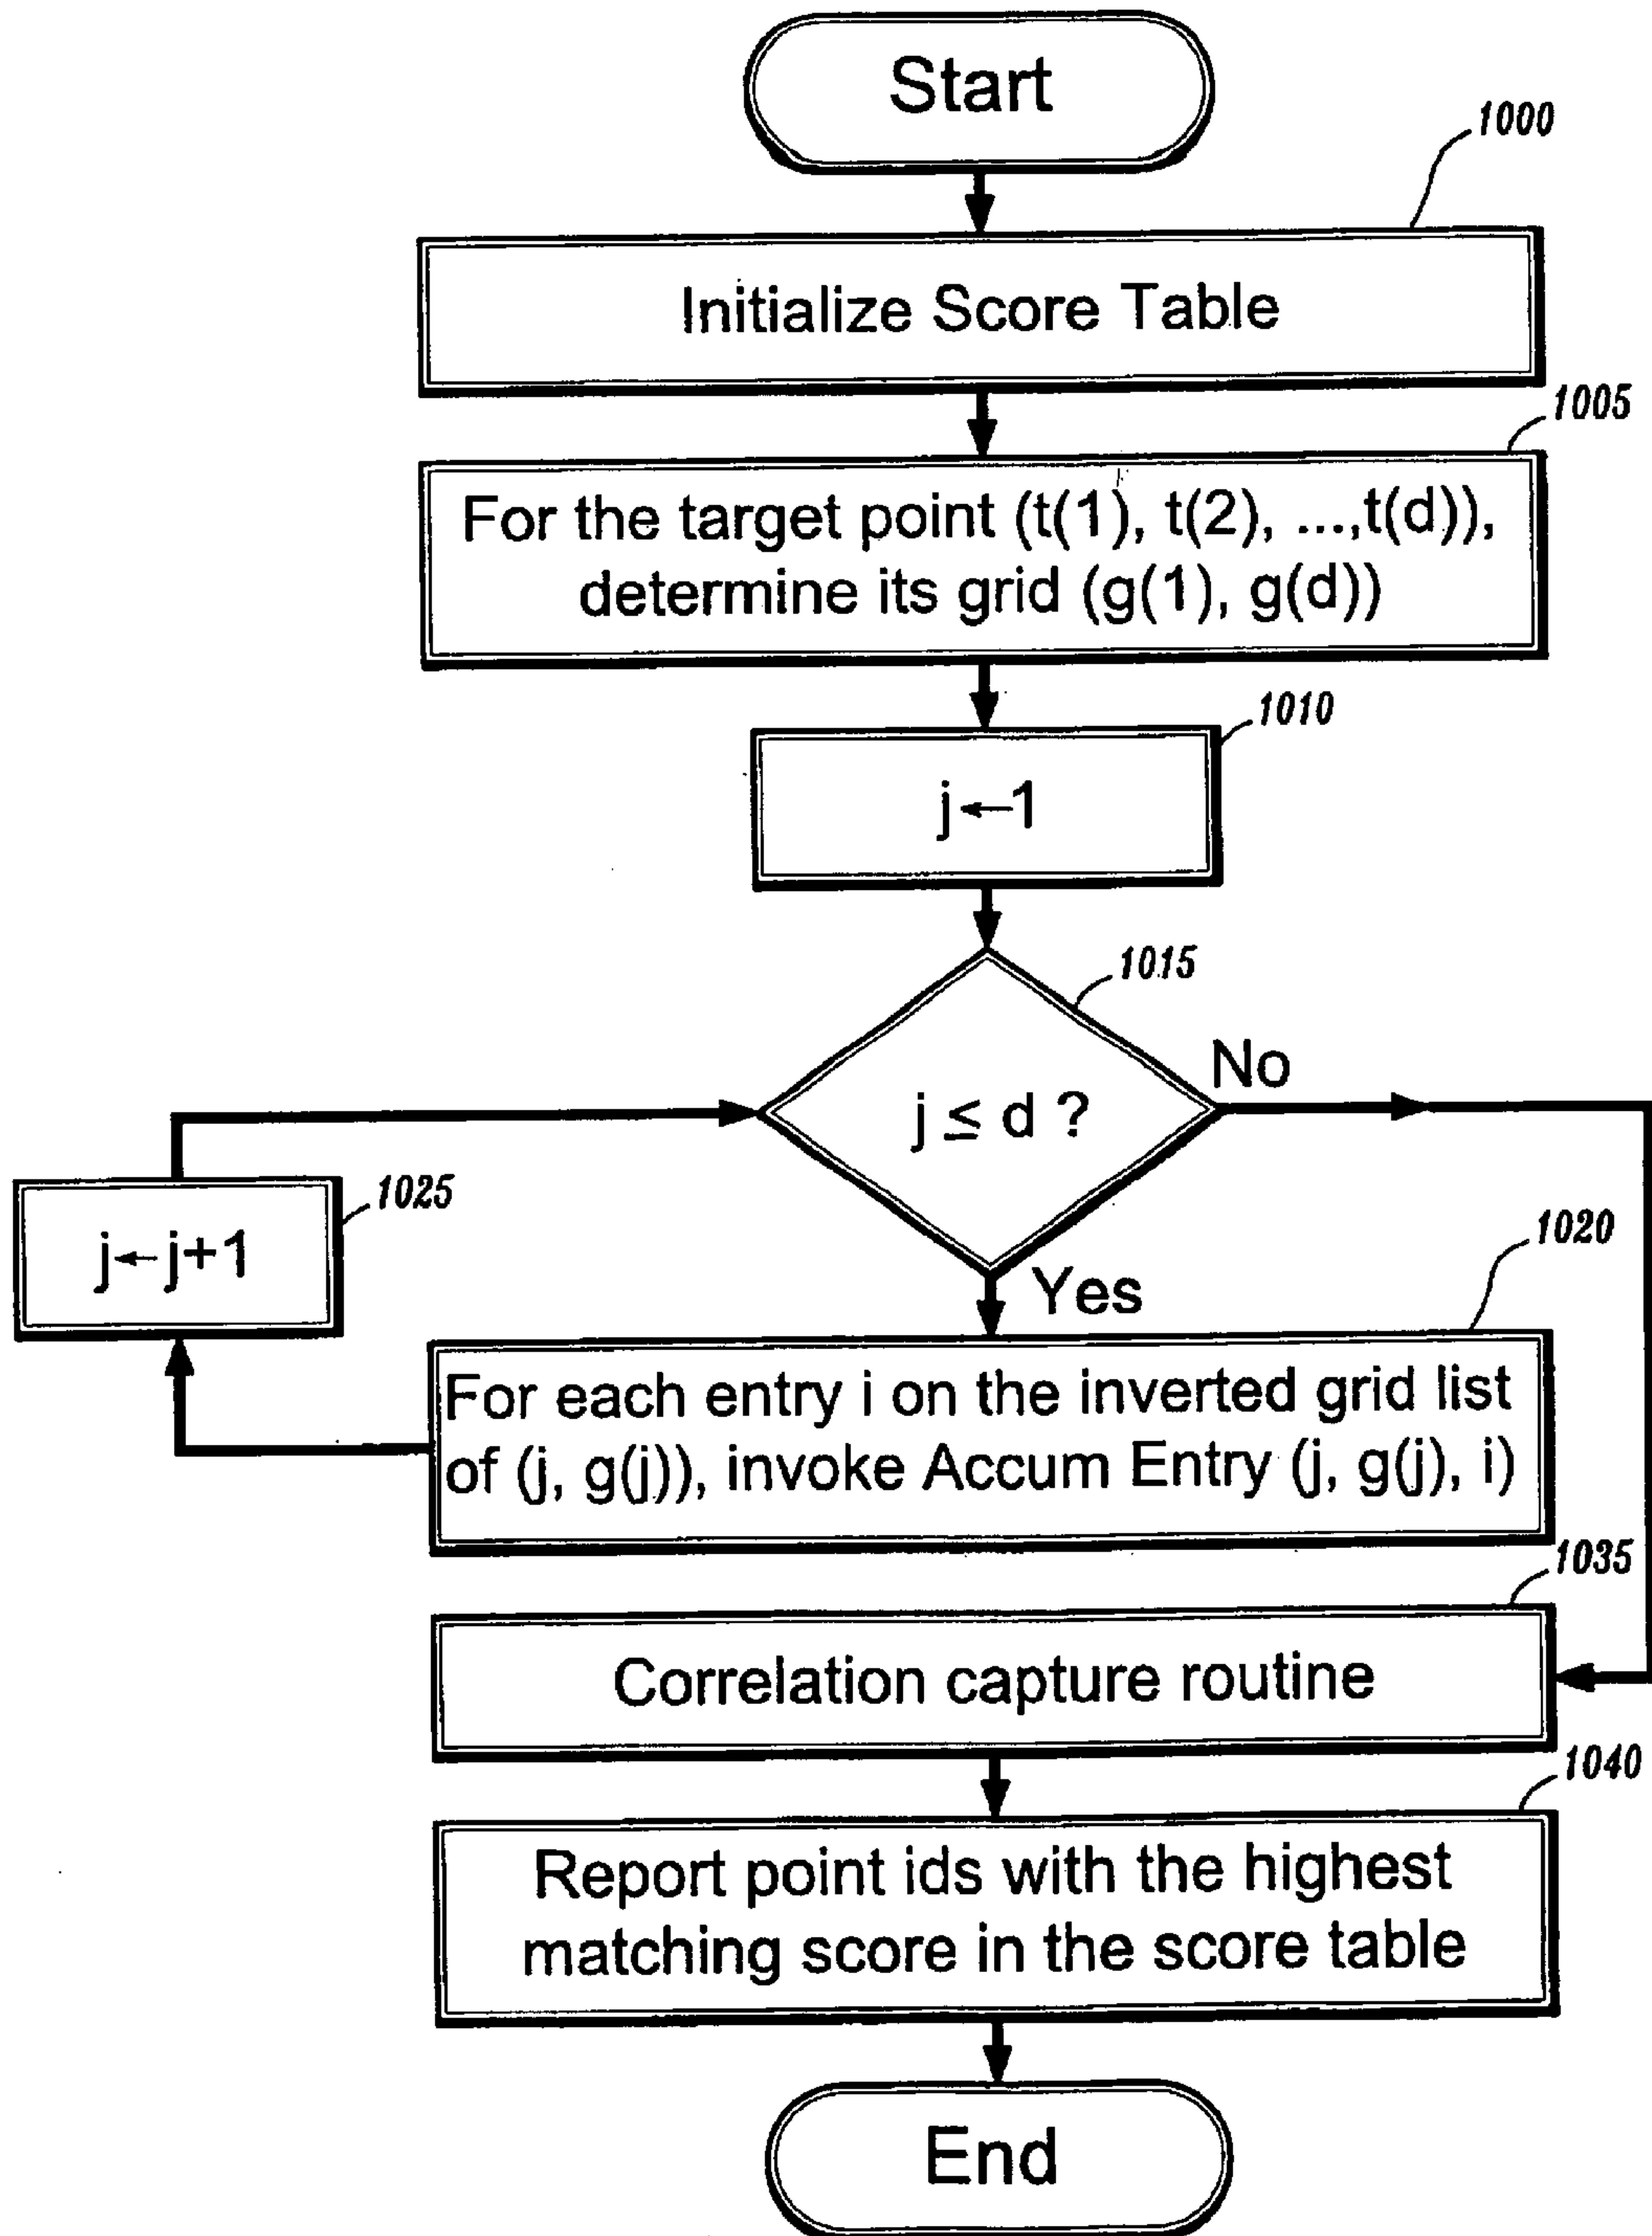 Start
1000
Initialize Score Table
1005
For the target point (t(1), t(2), ...,t(d)),
determine its grid (g(1), g(d))
1010
j←1
1015
j ≤ d ?
No
Yes
1025
j←j+1
1020
For each entry i on the inverted grid list
of (j, g(j)), invoke Accum Entry (j, g(j), i)
1035
Correlation capture routine
1040
Report point ids with the highest
matching score in the score table
End